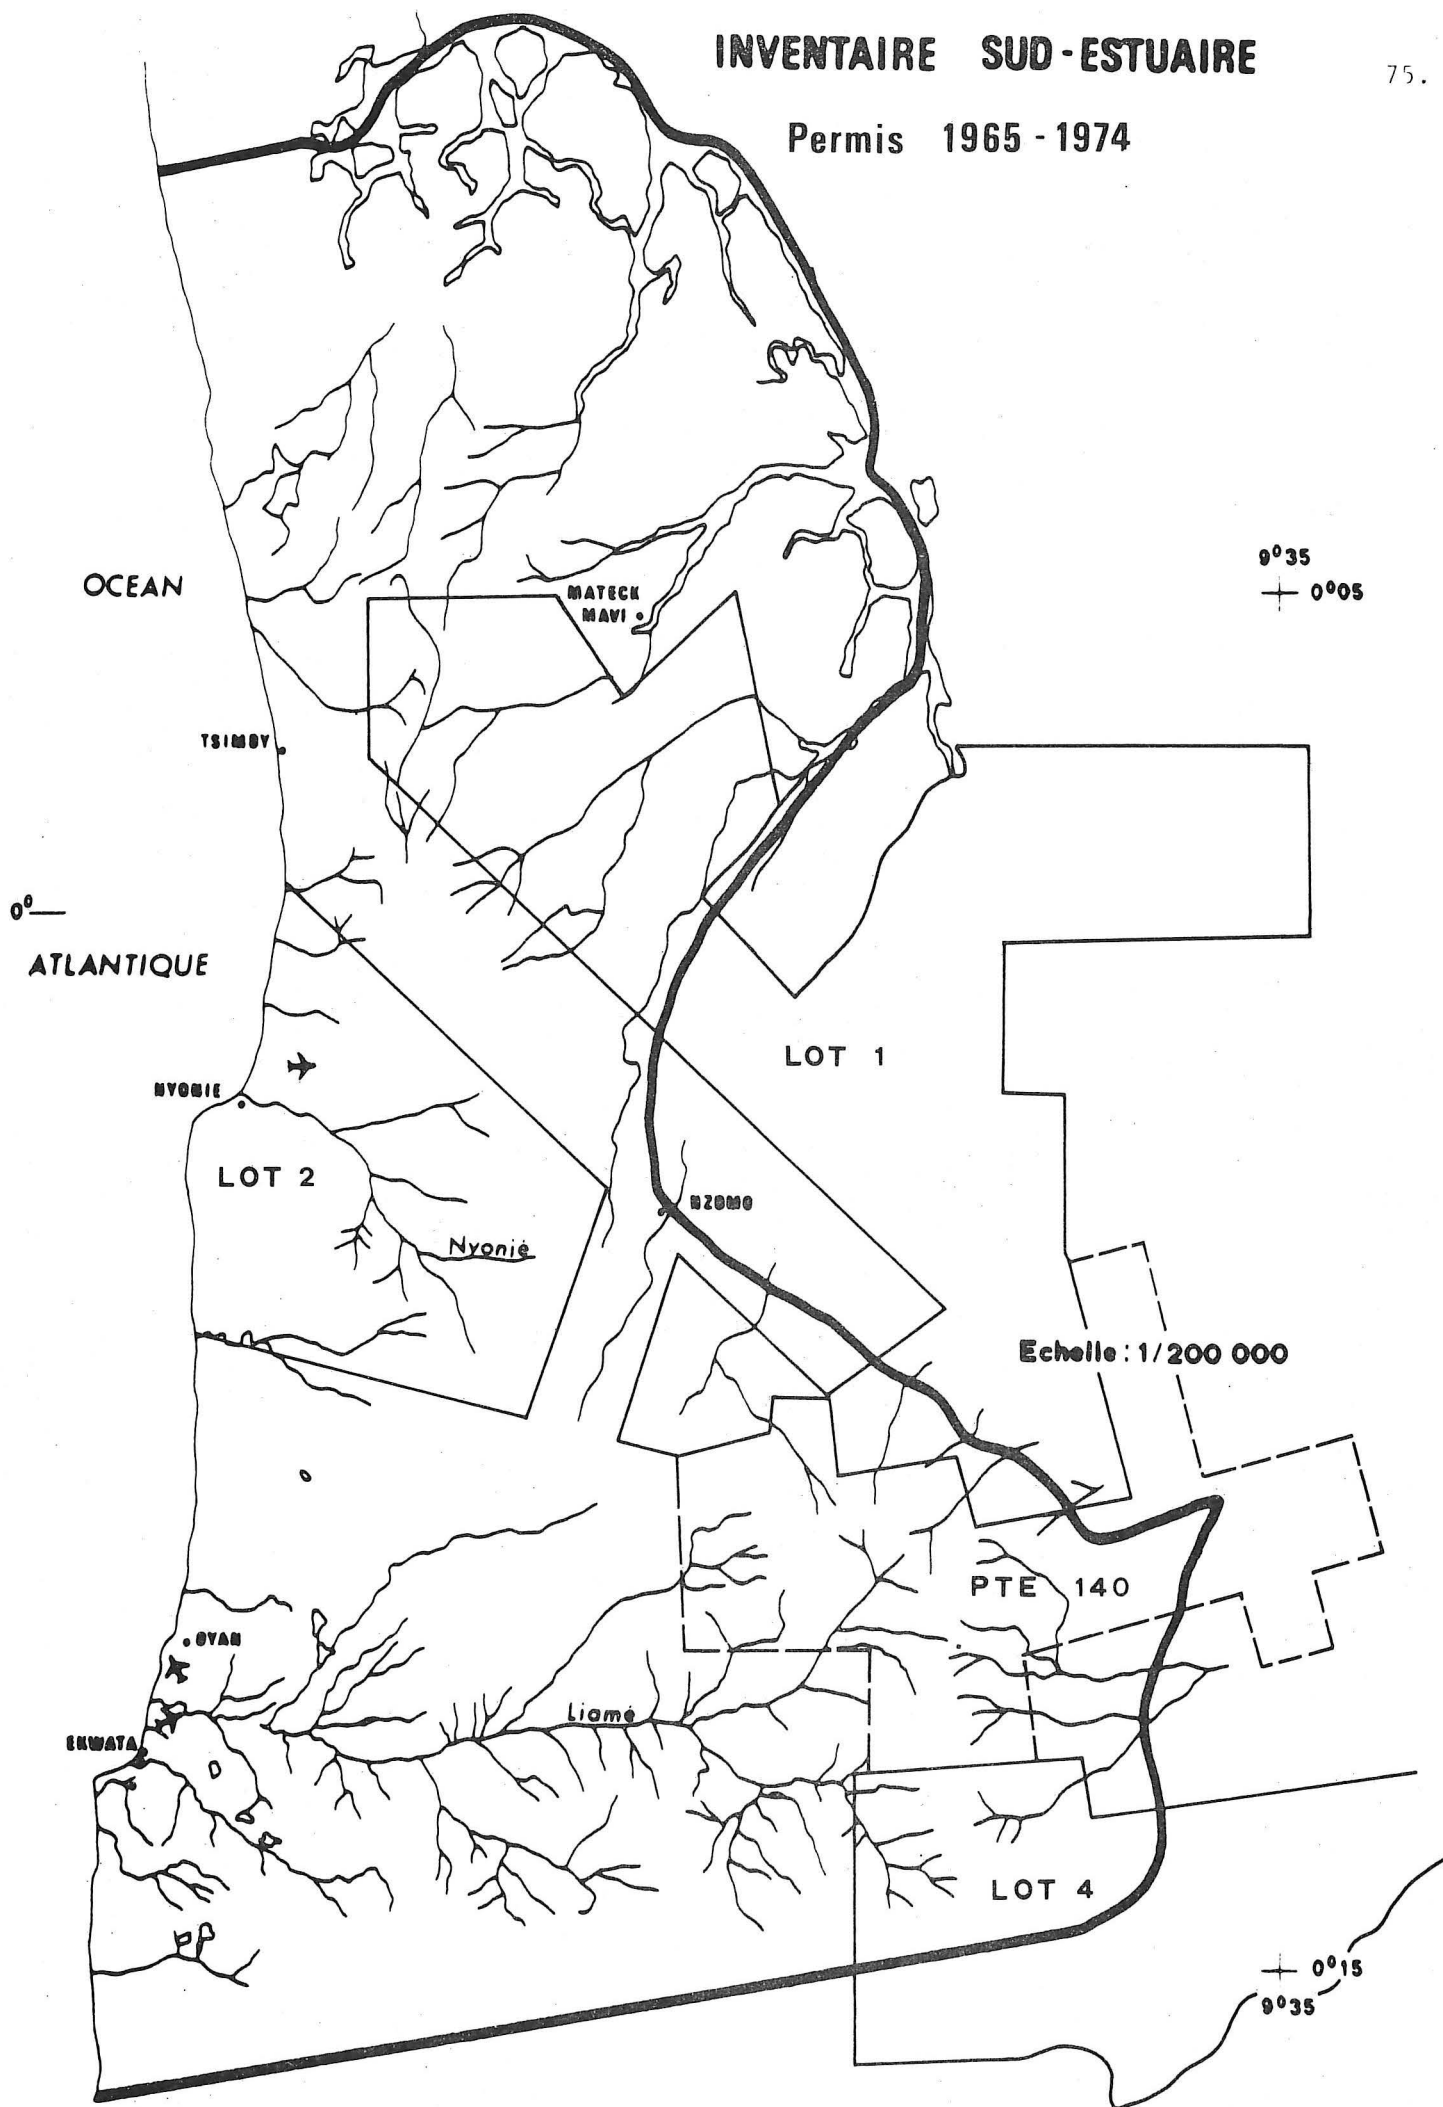 INVENTAIRE SUD-ESTUAIRE
75.
Permis 1965-1974
OCEAN
9°35
0°05
MATECK
MAVI
TSIMBY
0°
ATLANTIQUE
LOT 1
NYONIE
LOT 2
NZOMO
Nyonié
Echelle: 1/200 000
PTE 140
OYAN
Liamé
EKWATA
LOT 4
0°15
9°35